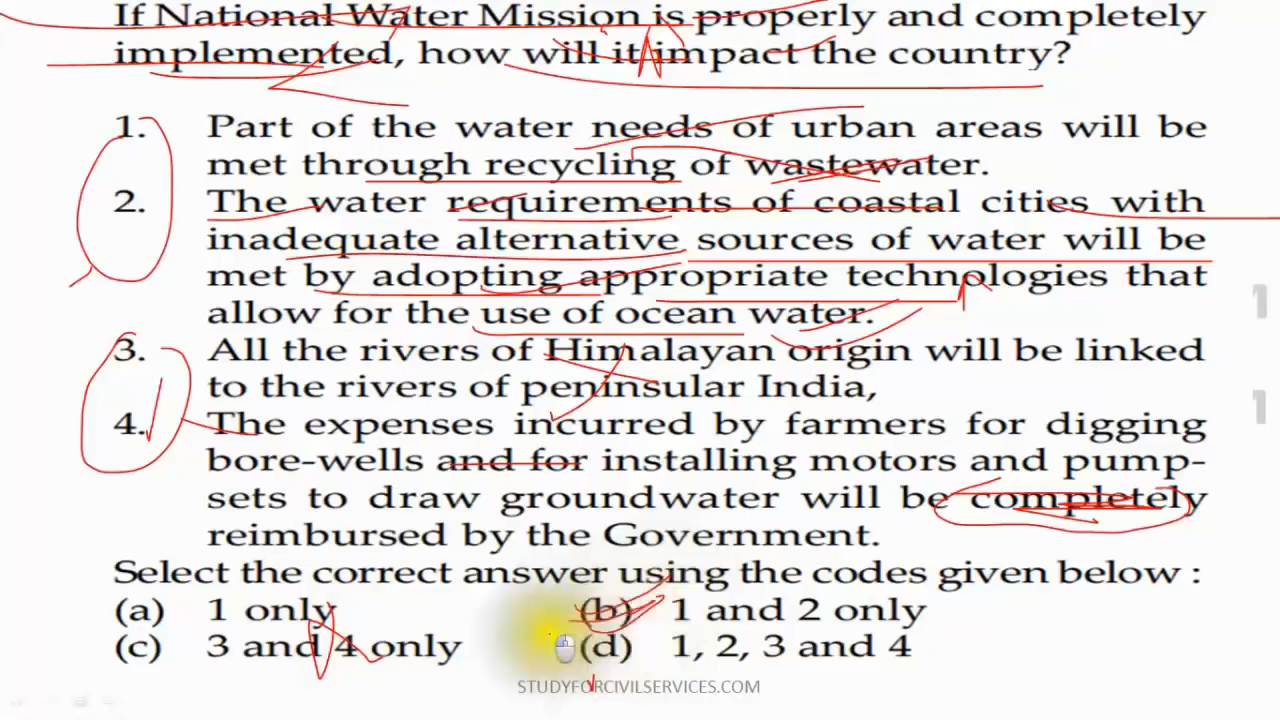 If National Water Mission is properly and completely
implemented, how will it impact the country?
1. Part of the water needs of urban areas will be
met through recycling of wastewater.
2. The water requirements of coastal cities with
inadequate alternative sources of water will be
met by adopting appropriate technologies that
allow for the use of ocean water.
3. All the rivers of Himalayan origin will be linked
to the rivers of peninsular India,
4. The expenses incurred by farmers for digging
bore-wells and for installing motors and pump-
sets to draw groundwater will be completely
reimbursed by the Government.
Select the correct answer using the codes given below :
(a) 1 only (b) 1 and 2 only
(c) 3 and 4 only (d) 1, 2, 3 and 4
STUDYFORCIVILSERVICES.COM